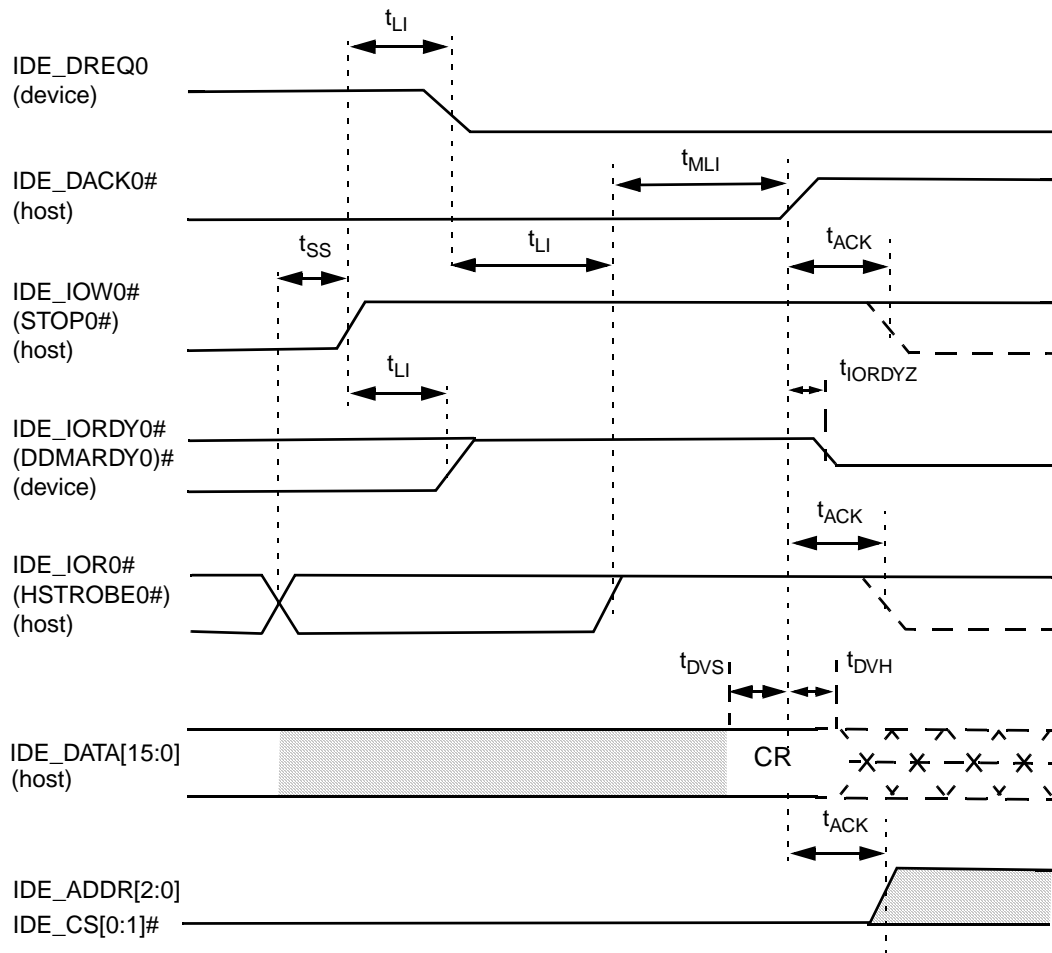 tLI
IDE_DREQ0
(device)
tMLI
IDE_DACK0#
(host)
tSS
tLI
tACK
IDE_IOW0#
(STOP0#)
(host)
tLI
tIORDYZ
IDE_IORDY0#
(DDMARDY0)#
(device)
tACK
IDE_IOR0#
(HSTROBE0#)
(host)
tDVS
tDVH
IDE_DATA[15:0]
(host)
CR
tACK
IDE_ADDR[2:0]
IDE_CS[0:1]#